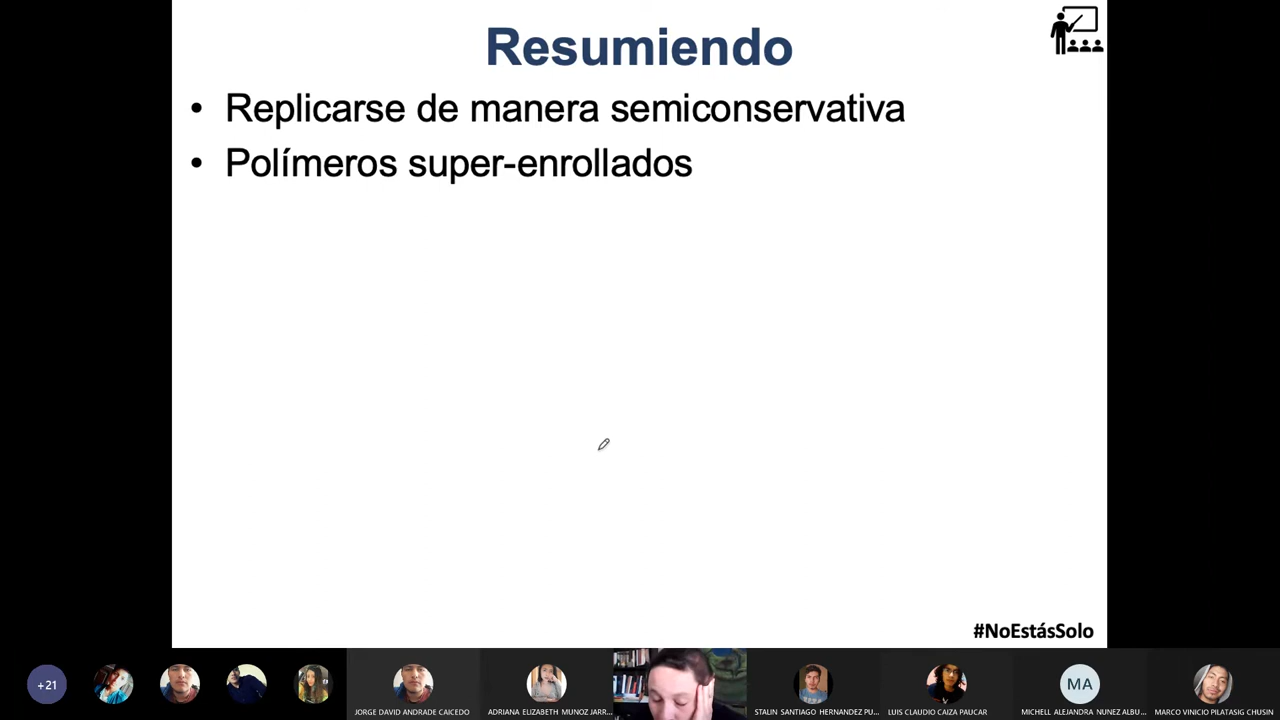 Resumiendo
• Replicarse de manera semiconservativa
• Polímeros super-enrollados
#NoEstásSolo
+21
JORGE DAVID ANDRADE CAICEDO
ADRIANA ELIZABETH MUNOZ JARR...
STALIN SANTIAGO HERNANDEZ PU...
LUIS CLAUDIO CAIZA PAUCAR
MA
MICHELL ALEJANDRA NUNEZ ALBU...
MARCO VINICIO PILATASIG CHUSIN